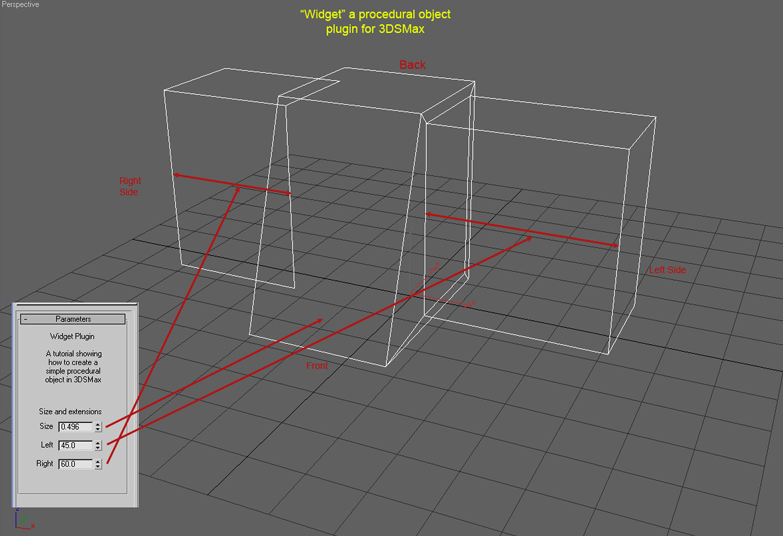 Perspective
“Widget” a procedural object
plugin for 3DSMax
Back
Right
Side
Left Side
Front
- Parameters
Widget Plugin
A tutorial showing
how to create a
simple procedural
object in 3DSMax
Size and extensions
Size 0.496
Left 45.0
Right 60.0
x